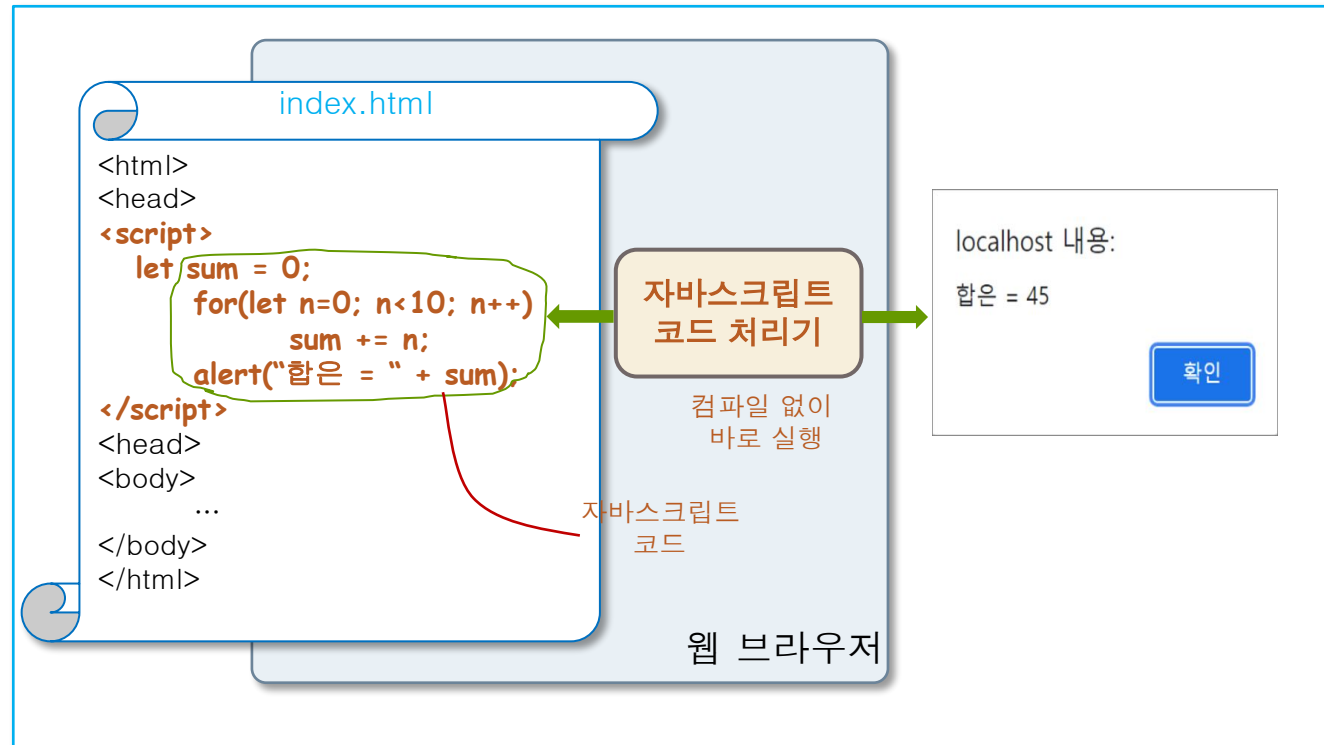 index.html
<html>
<head>
<script>
let sum = 0;
for(let n=0; n<10; n++)
sum += n;
alert(“합은 = “ + sum);
</script>
<head>
<body>
...
</body>
</html>
자바스크립트
코드 처리기
컴파일 없이
바로 실행
자바스크립트
코드
웹 브라우저
localhost 내용:
합은 = 45
확인